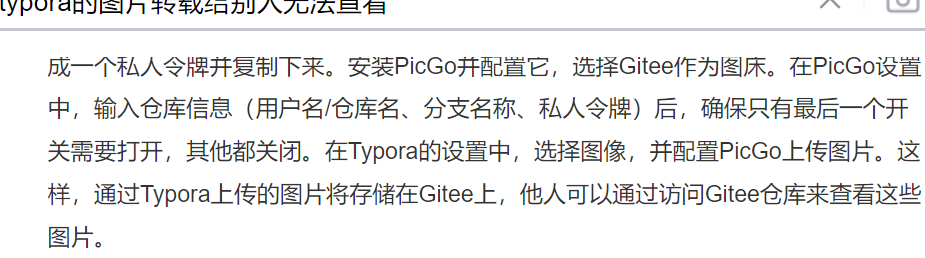 typora的图片转载给别人无法查看
成一个私人令牌并复制下来。安装PicGo并配置它，选择Gitee作为图床。在PicGo设置
中，输入仓库信息（用户名/仓库名、分支名称、私人令牌）后，确保只有最后一个开
关需要打开，其他都关闭。在Typora的设置中，选择图像，并配置PicGo上传图片。这
样，通过Typora上传的图片将存储在Gitee上，他人可以通过访问Gitee仓库来查看这些
图片。